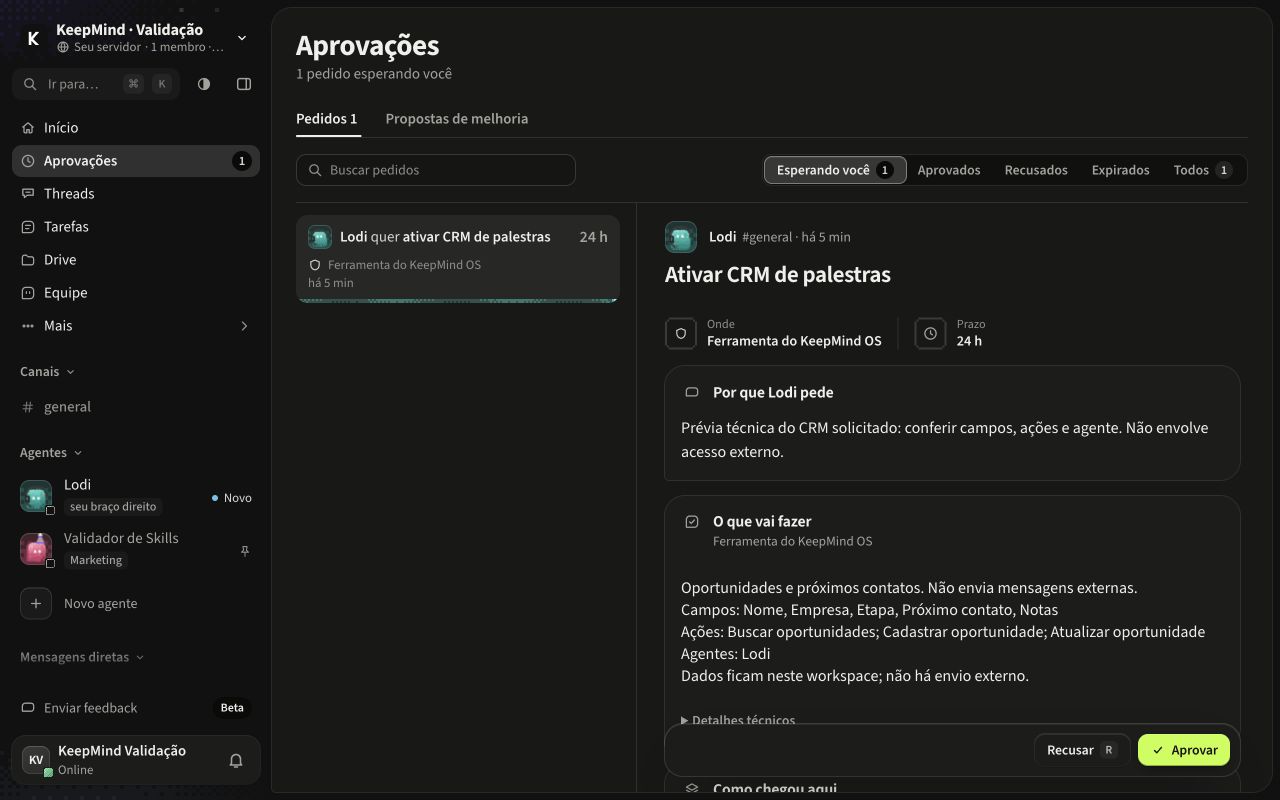 K
KeepMind · Validação
Seu servidor · 1 membro ·…
Ir para…
⌘
K
Início
Aprovações
1
Threads
Tarefas
Drive
Equipe
Mais
Canais
# general
Agentes
Lodi
seu braço direito
Novo
Validador de Skills
Marketing
+ Novo agente
Mensagens diretas
Enviar feedback
Beta
KV
KeepMind Validação
Online
Aprovações
1 pedido esperando você
Pedidos 1
Propostas de melhoria
Buscar pedidos
Esperando você 1
Aprovados
Recusados
Expirados
Todos 1
Lodi quer ativar CRM de palestras
24 h
Ferramenta do KeepMind OS
há 5 min
Lodi #general · há 5 min
Ativar CRM de palestras
Onde
Ferramenta do KeepMind OS
Prazo
24 h
Por que Lodi pede
Prévia técnica do CRM solicitado: conferir campos, ações e agente. Não envolve
acesso externo.
O que vai fazer
Ferramenta do KeepMind OS
Oportunidades e próximos contatos. Não envia mensagens externas.
Campos: Nome, Empresa, Etapa, Próximo contato, Notas
Ações: Buscar oportunidades; Cadastrar oportunidade; Atualizar oportunidade
Agentes: Lodi
Dados ficam neste workspace; não há envio externo.
Detalhes técnicos
Recusar R
Aprovar
Como chegou aqui